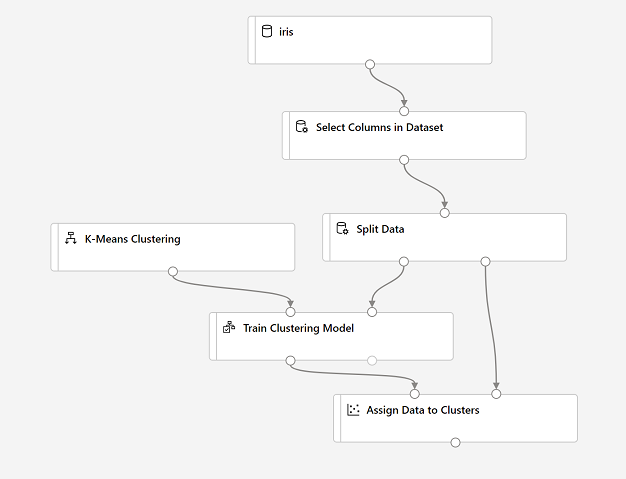 iris
Select Columns in Dataset
Split Data
K-Means Clustering
Train Clustering Model
Assign Data to Clusters